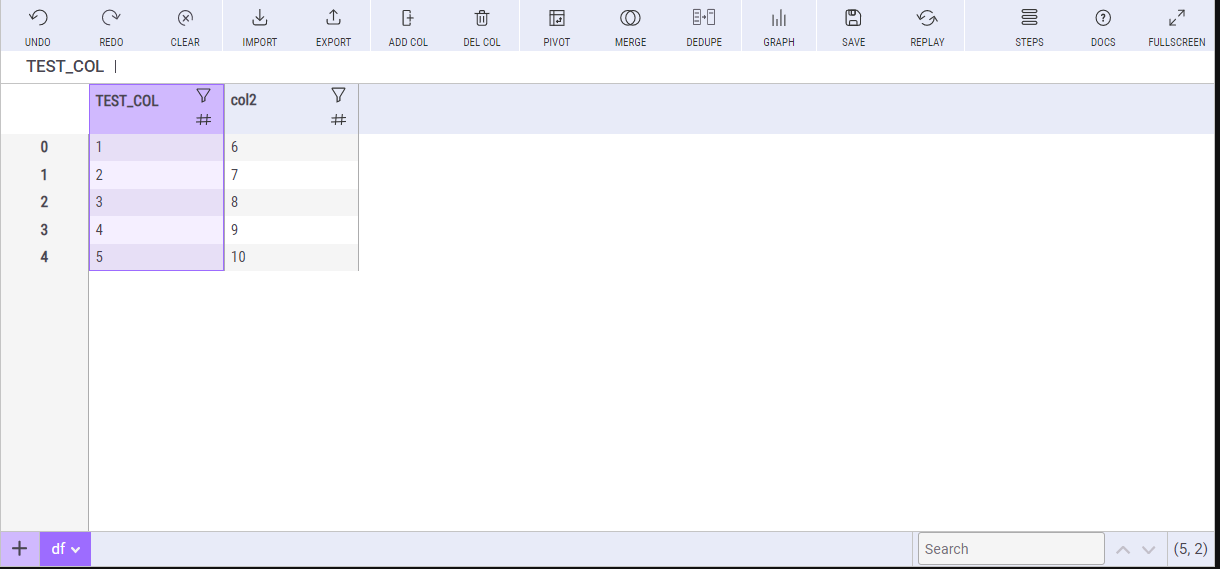 UNDO REDO CLEAR IMPORT EXPORT ADD COL DEL COL PIVOT MERGE DEDUPE GRAPH SAVE REPLAY STEPS DOCS FULLSCREEN
TEST_COL
TEST_COL col2
0 1 6
1 2 7
2 3 8
3 4 9
4 5 10
df Search (5, 2)